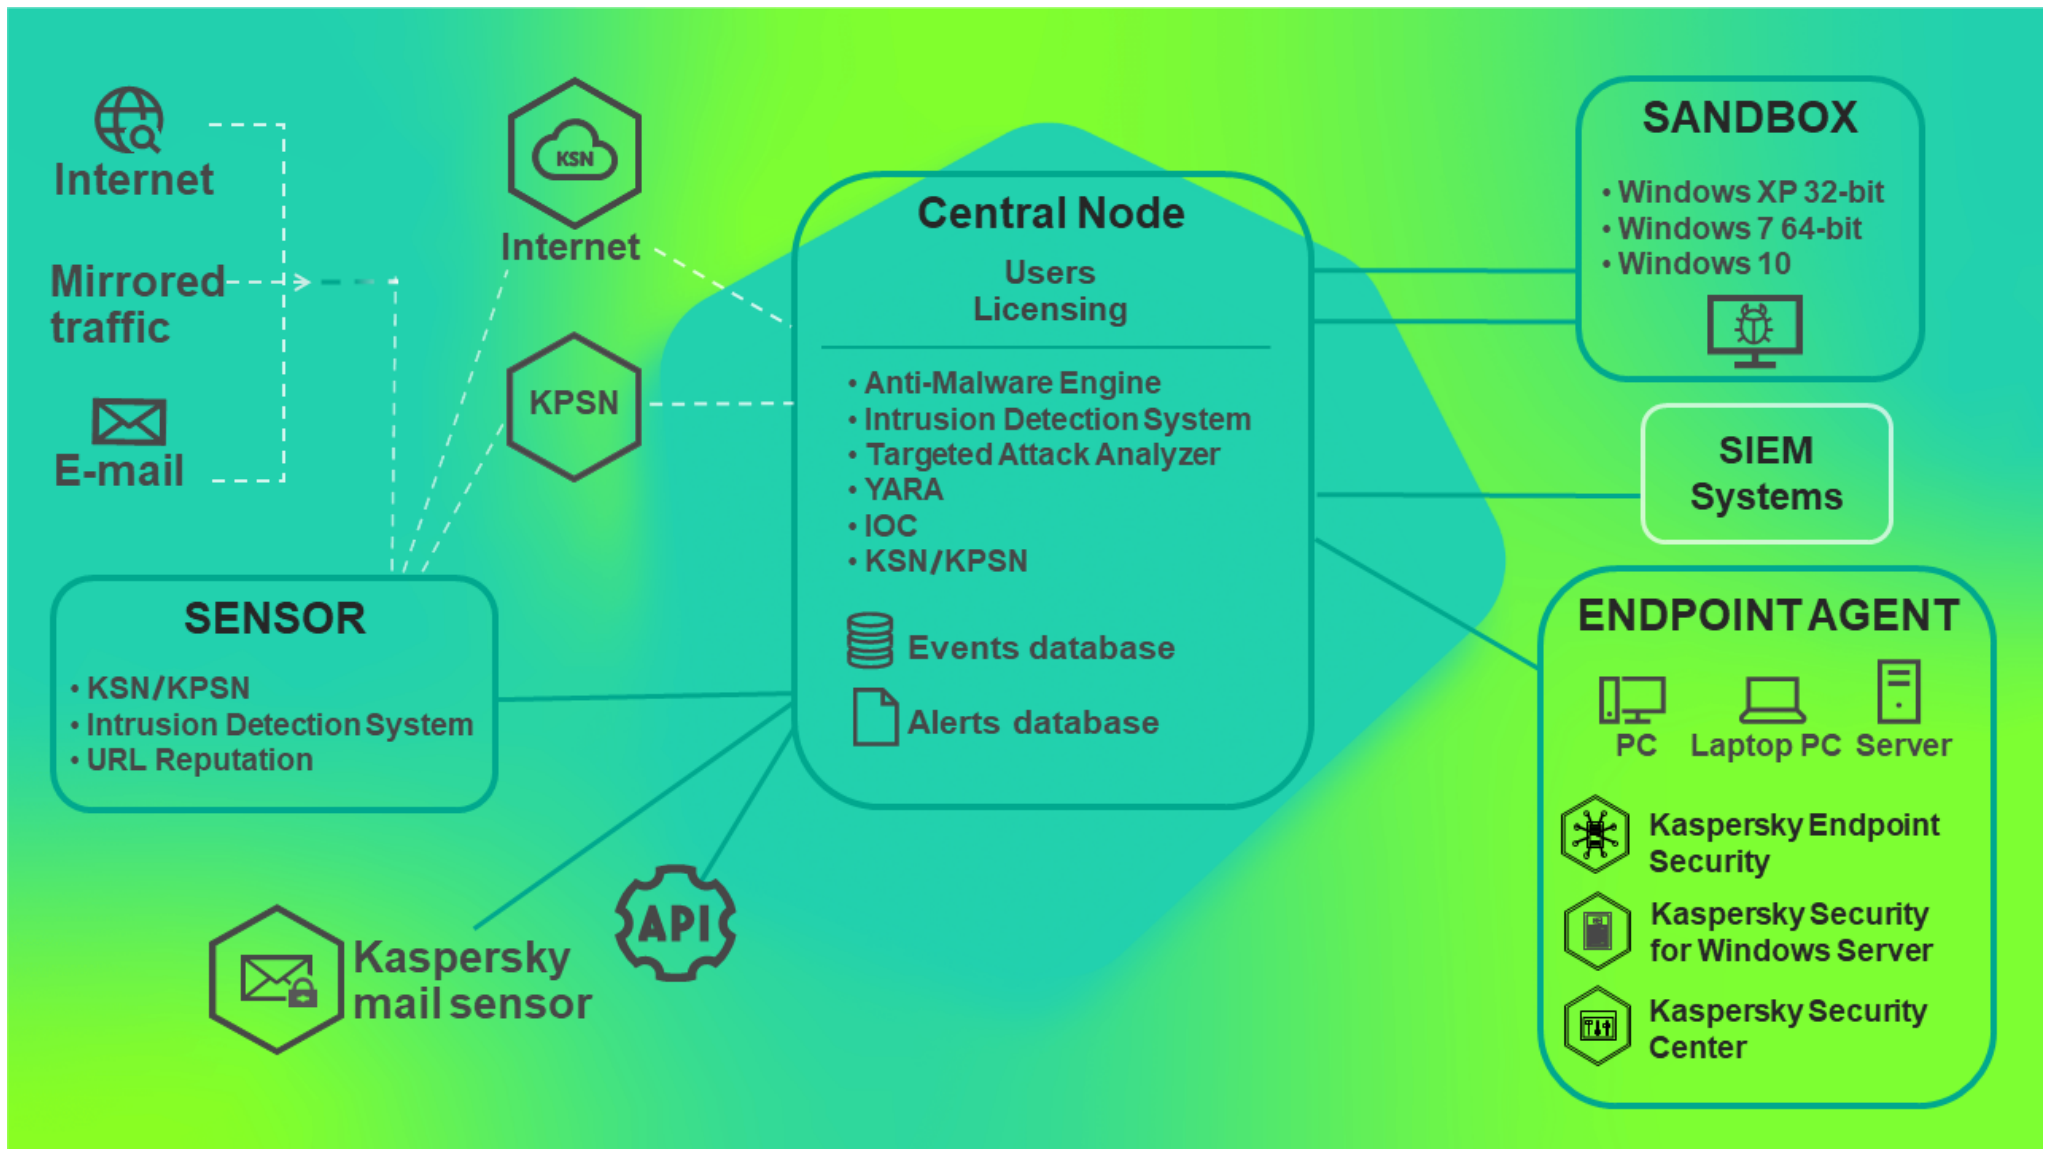 Internet
Mirrored
traffic
E-mail
KSN
Internet
KPSN
SENSOR
• KSN/KPSN
• Intrusion Detection System
• URL Reputation
Kaspersky
mail sensor
API
Central Node
Users
Licensing
• Anti-Malware Engine
• Intrusion Detection System
• Targeted Attack Analyzer
• YARA
• IOC
• KSN/KPSN
Events database
Alerts database
SANDBOX
• Windows XP 32-bit
• Windows 7 64-bit
• Windows 10
SIEM
Systems
ENDPOINT AGENT
PC Laptop PC Server
Kaspersky Endpoint
Security
Kaspersky Security
for Windows Server
Kaspersky Security
Center